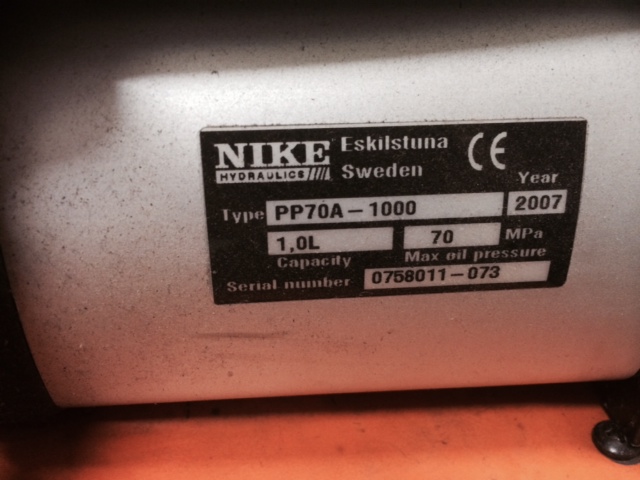 NIKE Eskilstuna CE
HYDRAULICS Sweden
Year
Type PP70A-1000 2007
1,0L 70 MPa
Capacity Max oil pressure
Serial number 0758011-073